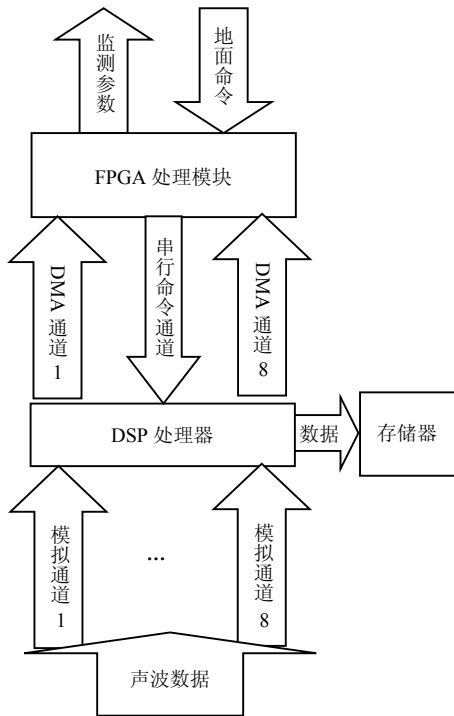 监测参数
地面命令
FPGA 处理模块
DMA 通道 1
串行命令通道
DMA 通道 8
DSP 处理器
数据
存储器
模拟通道 1
...
模拟通道 8
声波数据